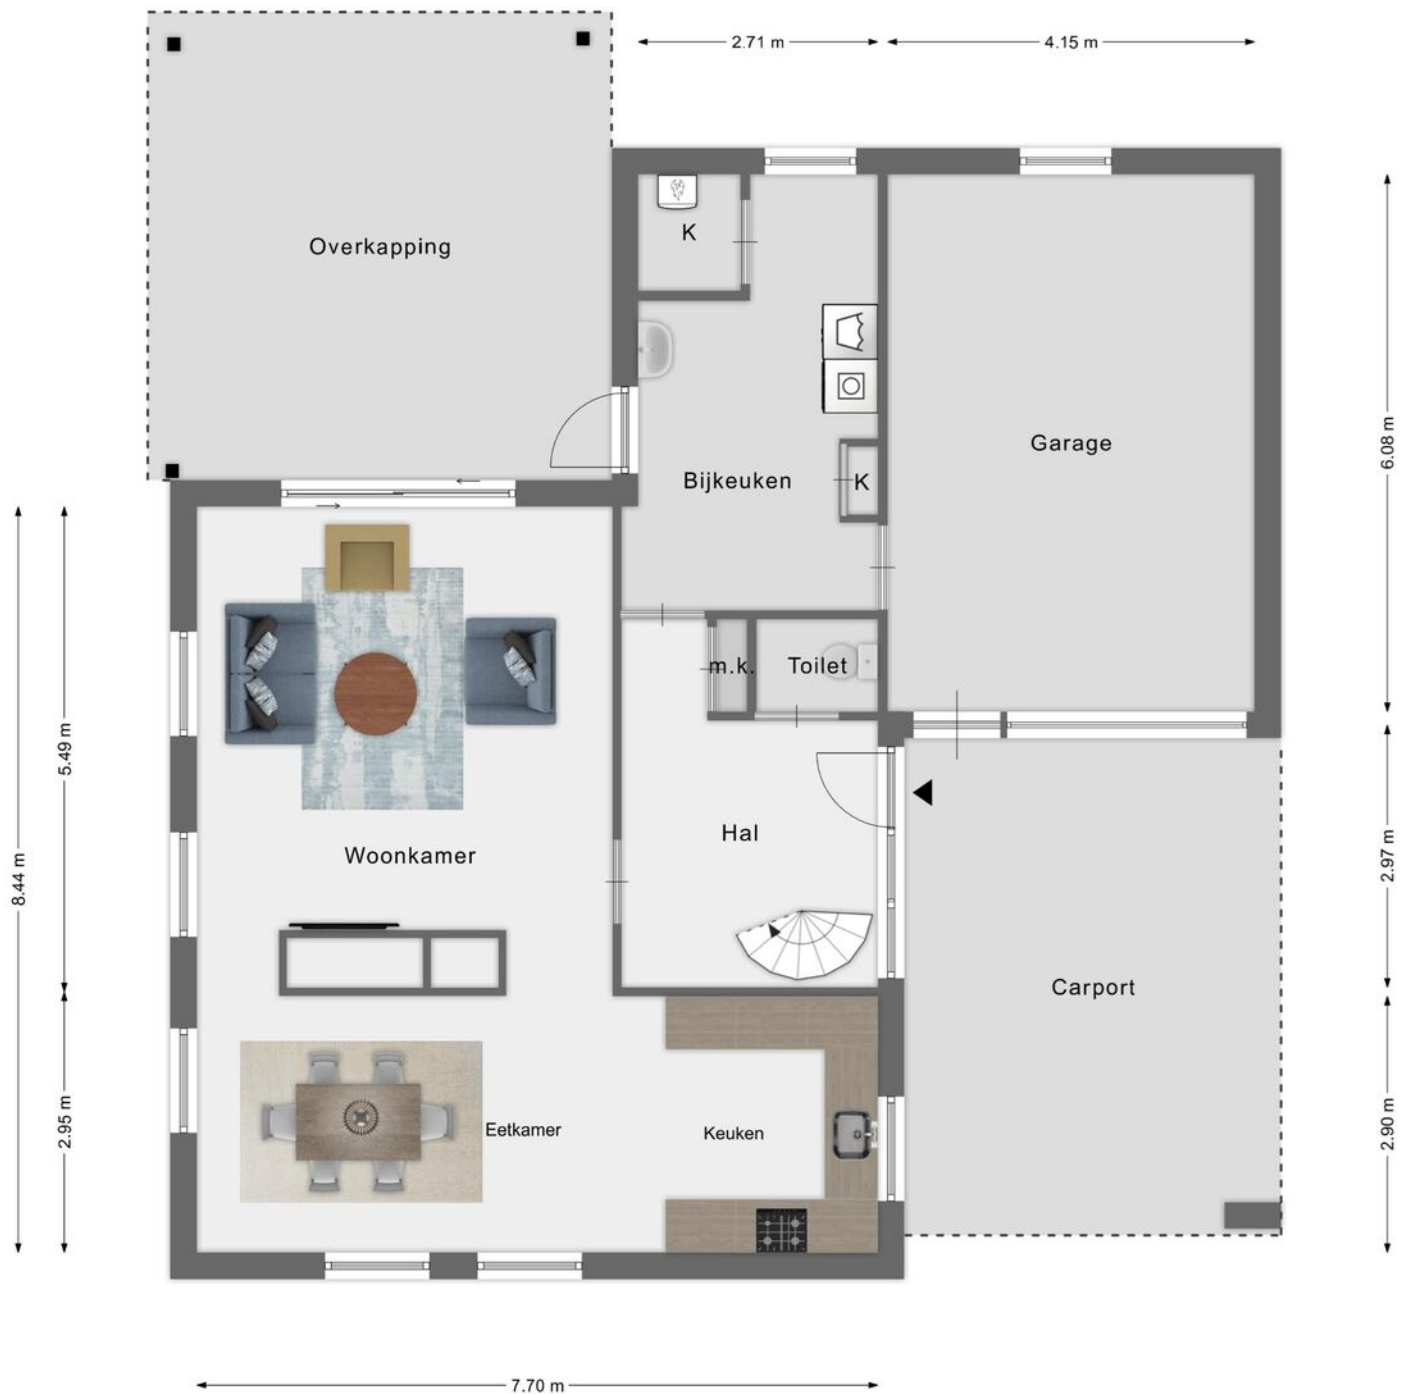 2.71 m
4.15 m
Overkapping
K
Garage
6.08 m
Bijkeuken
K
m.k.
Toilet
5.49 m
Hal
Woonkamer
8.44 m
2.97 m
Carport
2.95 m
Eetkamer
Keuken
2.90 m
7.70 m